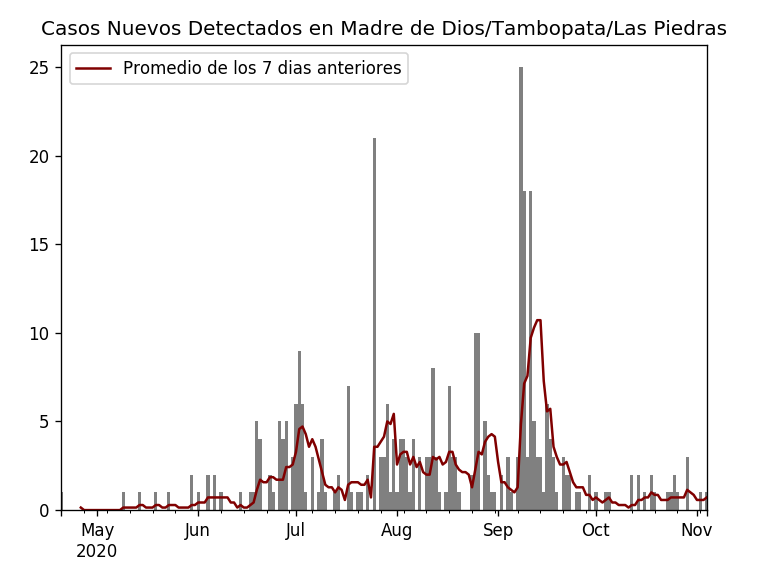 Casos Nuevos Detectados en Madre de Dios/Tambopata/Las Piedras
Promedio de los 7 dias anteriores
25
20
15
10
5
0
May Jun Jul Aug Sep Oct Nov
2020